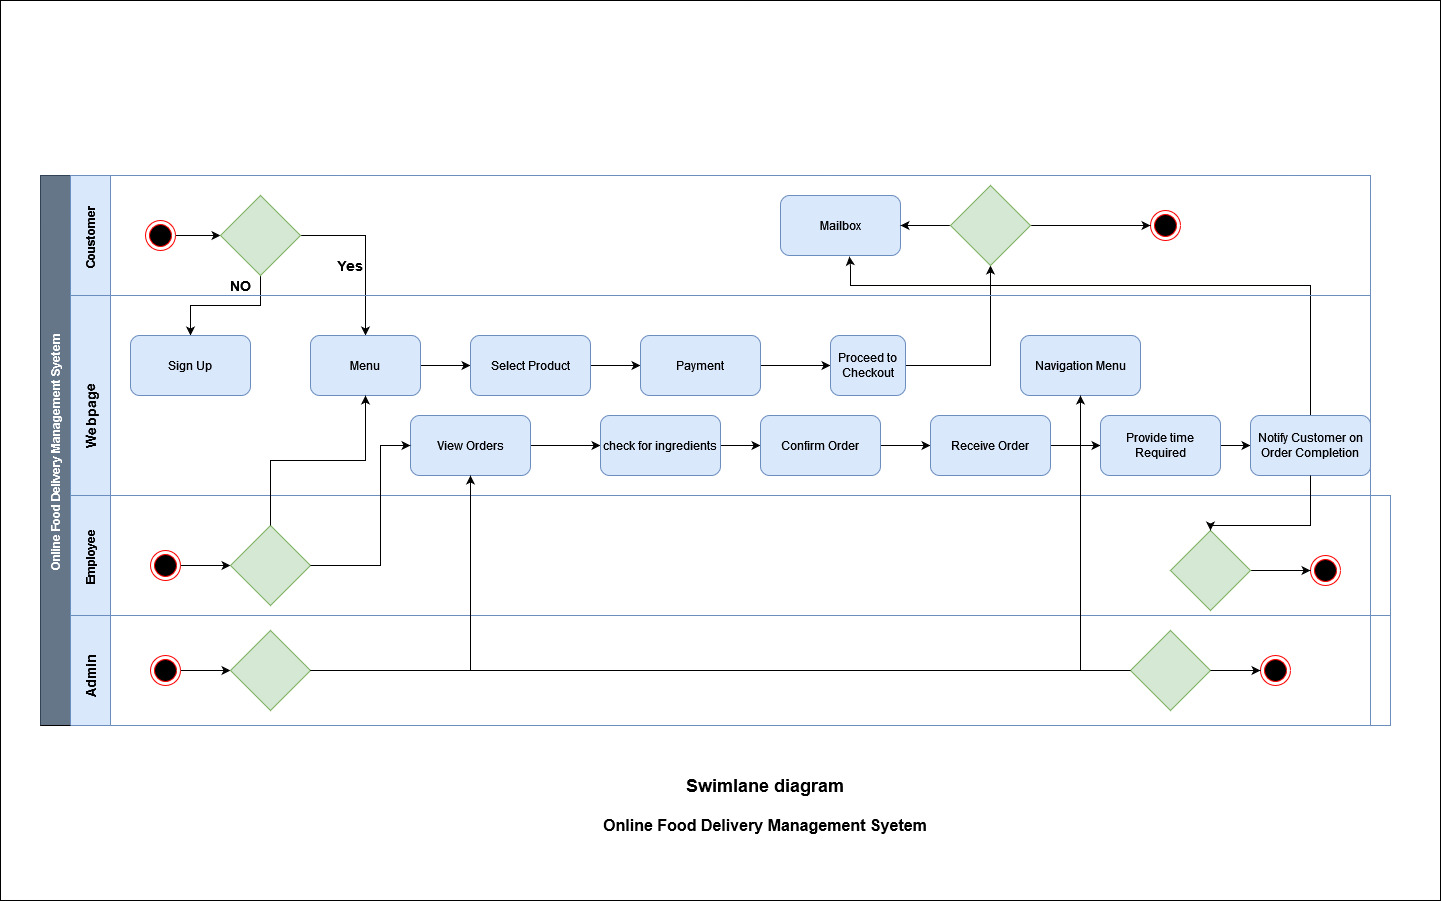 Online Food Delivery Management Syetem
Coustomer
Yes
NO
Mailbox
Webpage
Sign Up
Menu
Select Product
Payment
Proceed to
Checkout
Navigation Menu
View Orders
check for ingredients
Confirm Order
Receive Order
Provide time
Required
Notify Customer on
Order Completion
Employee
AdmIn
Swimlane diagram
Online Food Delivery Management Syetem